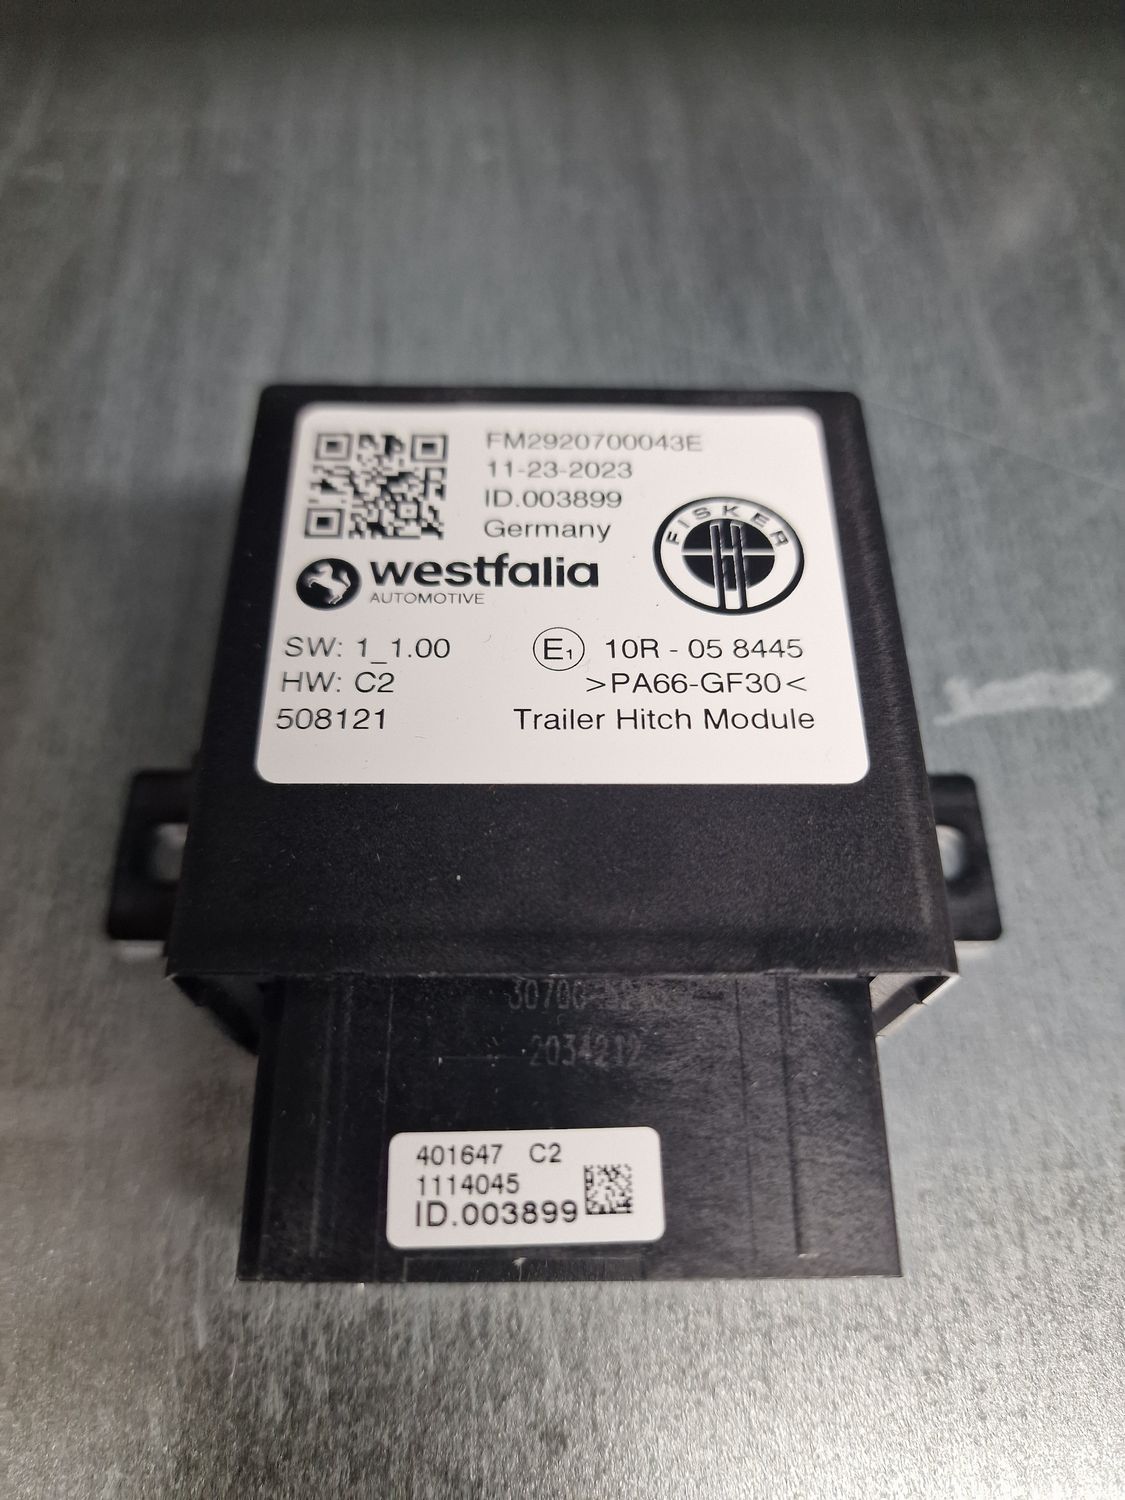 FM2920700043E
11-23-2023
ID.003899
Germany
FISKER
westfalia
AUTOMOTIVE
SW: 1_1.00
E1 10R - 05 8445
HW: C2
>PA66-GF30<
508121
Trailer Hitch Module
2034212
401647 C2
1114045
ID.003899